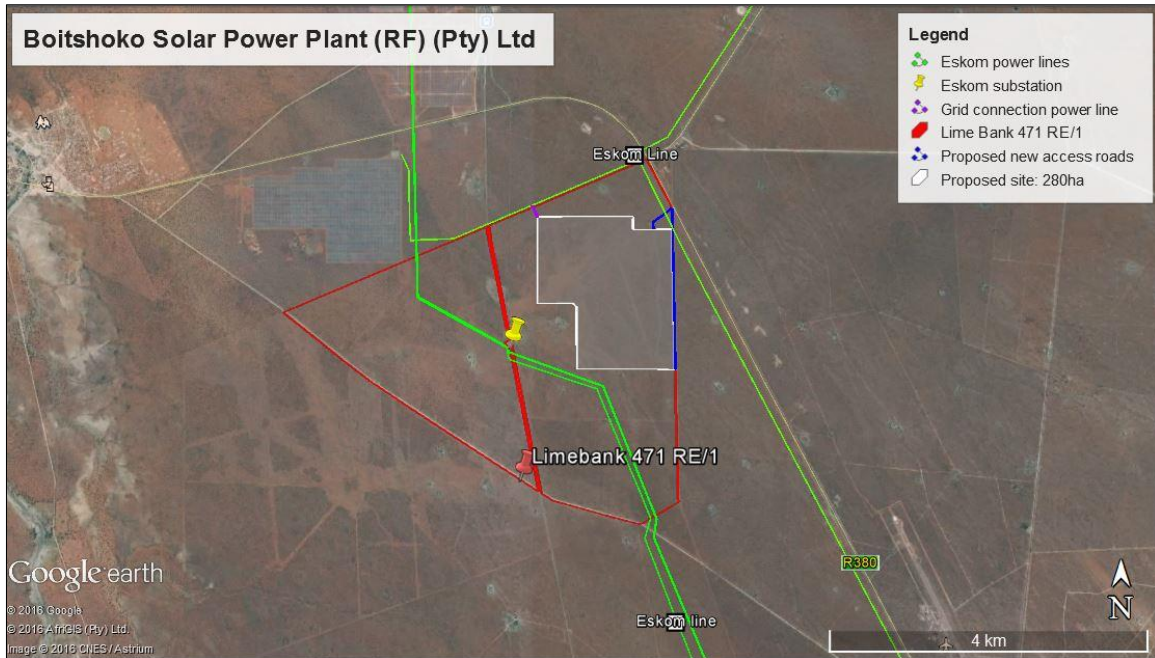 Boitshoko Solar Power Plant (RF) (Pty) Ltd
Legend
Eskom power lines
Eskom substation
Grid connection power line
Lime Bank 471 RE/1
Proposed new access roads
Proposed site: 280ha
Eskom Line
Limebank 471 RE/1
R380
Google earth
N
© 2016 Google
© 2016 AfriGIS (Pty) Ltd.
Eskom line
4 km
Image © 2016 CNES / Astrium